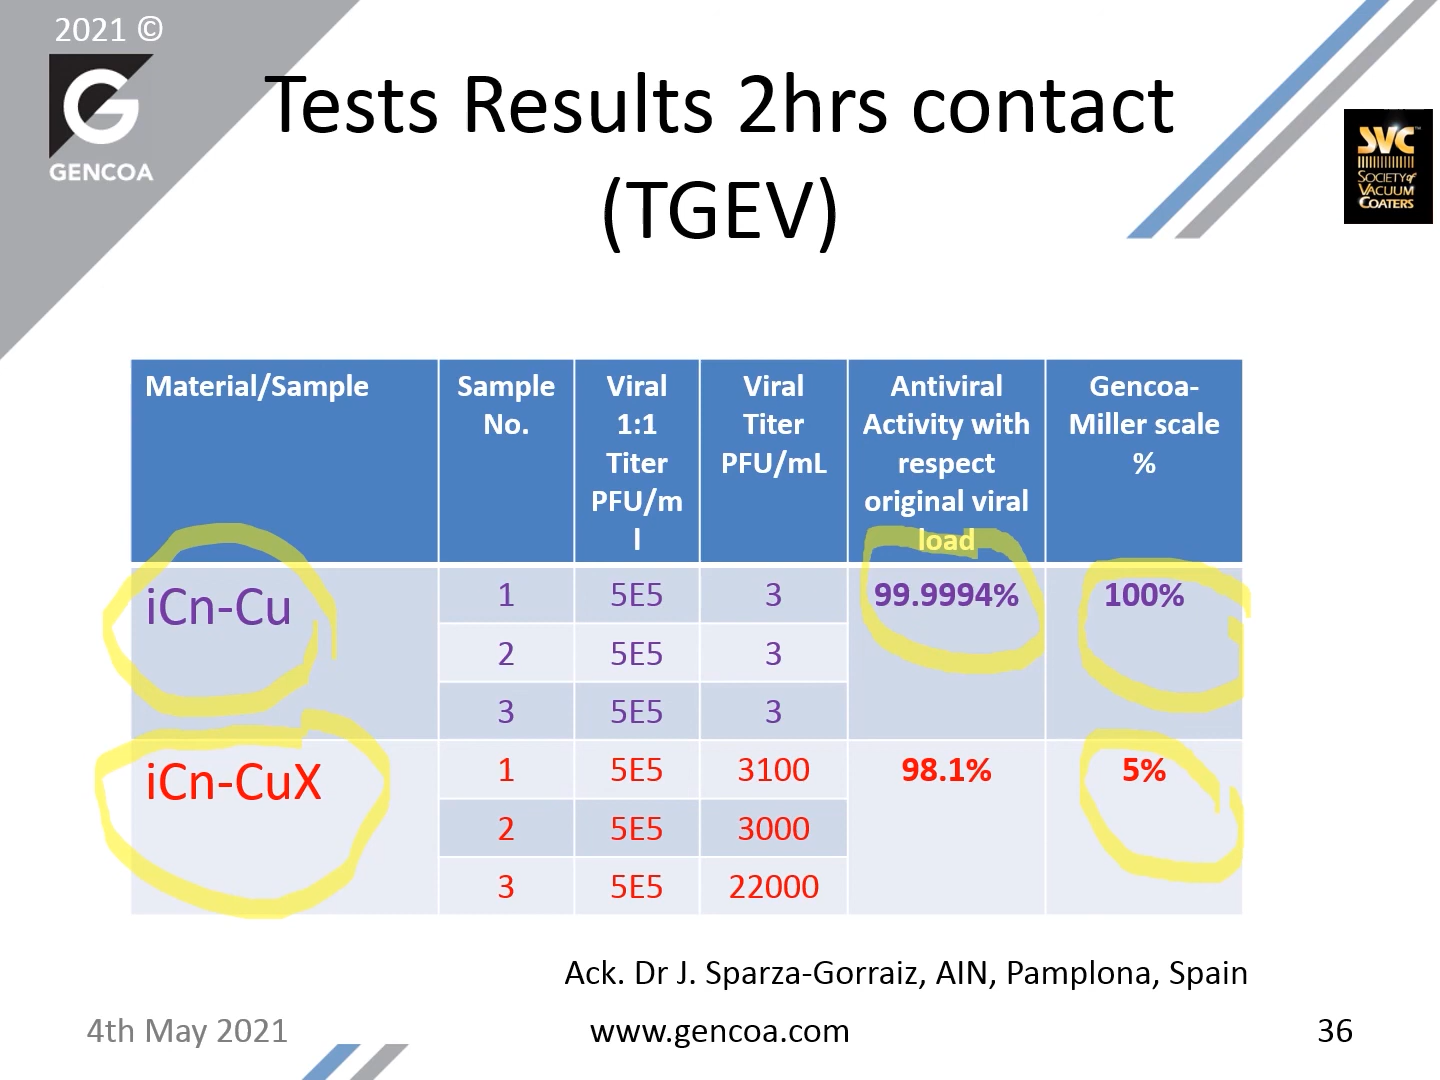 2021 ©
GENCOA
Tests Results 2hrs contact
(TGEV)
SVC™
SOCIETY of
VACUUM
COATERS
Material/Sample
Sample
No.
Viral
1:1
Titer
PFU/m
l
Viral
Titer
PFU/mL
Antiviral
Activity with
respect
original viral
load
Gencoa-
Miller scale
%
iCn-Cu
1 5E5 3 99.9994% 100%
2 5E5 3
3 5E5 3
iCn-CuX
1 5E5 3100 98.1% 5%
2 5E5 3000
3 5E5 22000
Ack. Dr J. Sparza-Gorraiz, AIN, Pamplona, Spain
4th May 2021 www.gencoa.com 36